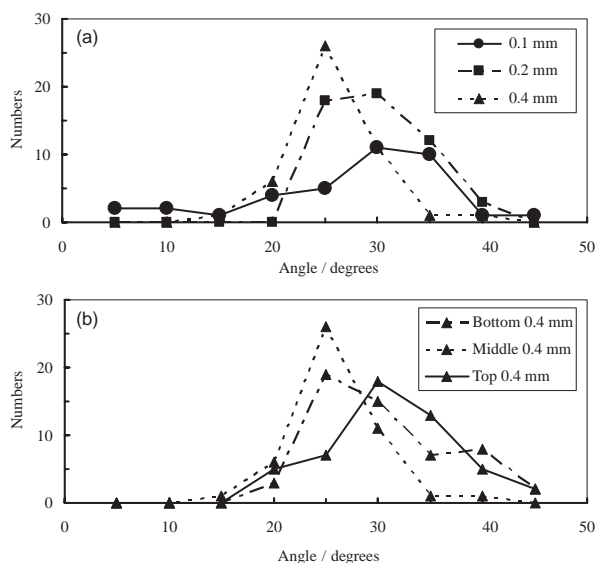 30
(a)
0.1 mm
0.2 mm
20
0.4 mm
Numbers
10
0
0 10 20 30 40 50
Angle / degrees
30
(b)
Bottom 0.4 mm
Middle 0.4 mm
20
Top 0.4 mm
Numbers
10
0
0 10 20 30 40 50
Angle / degrees